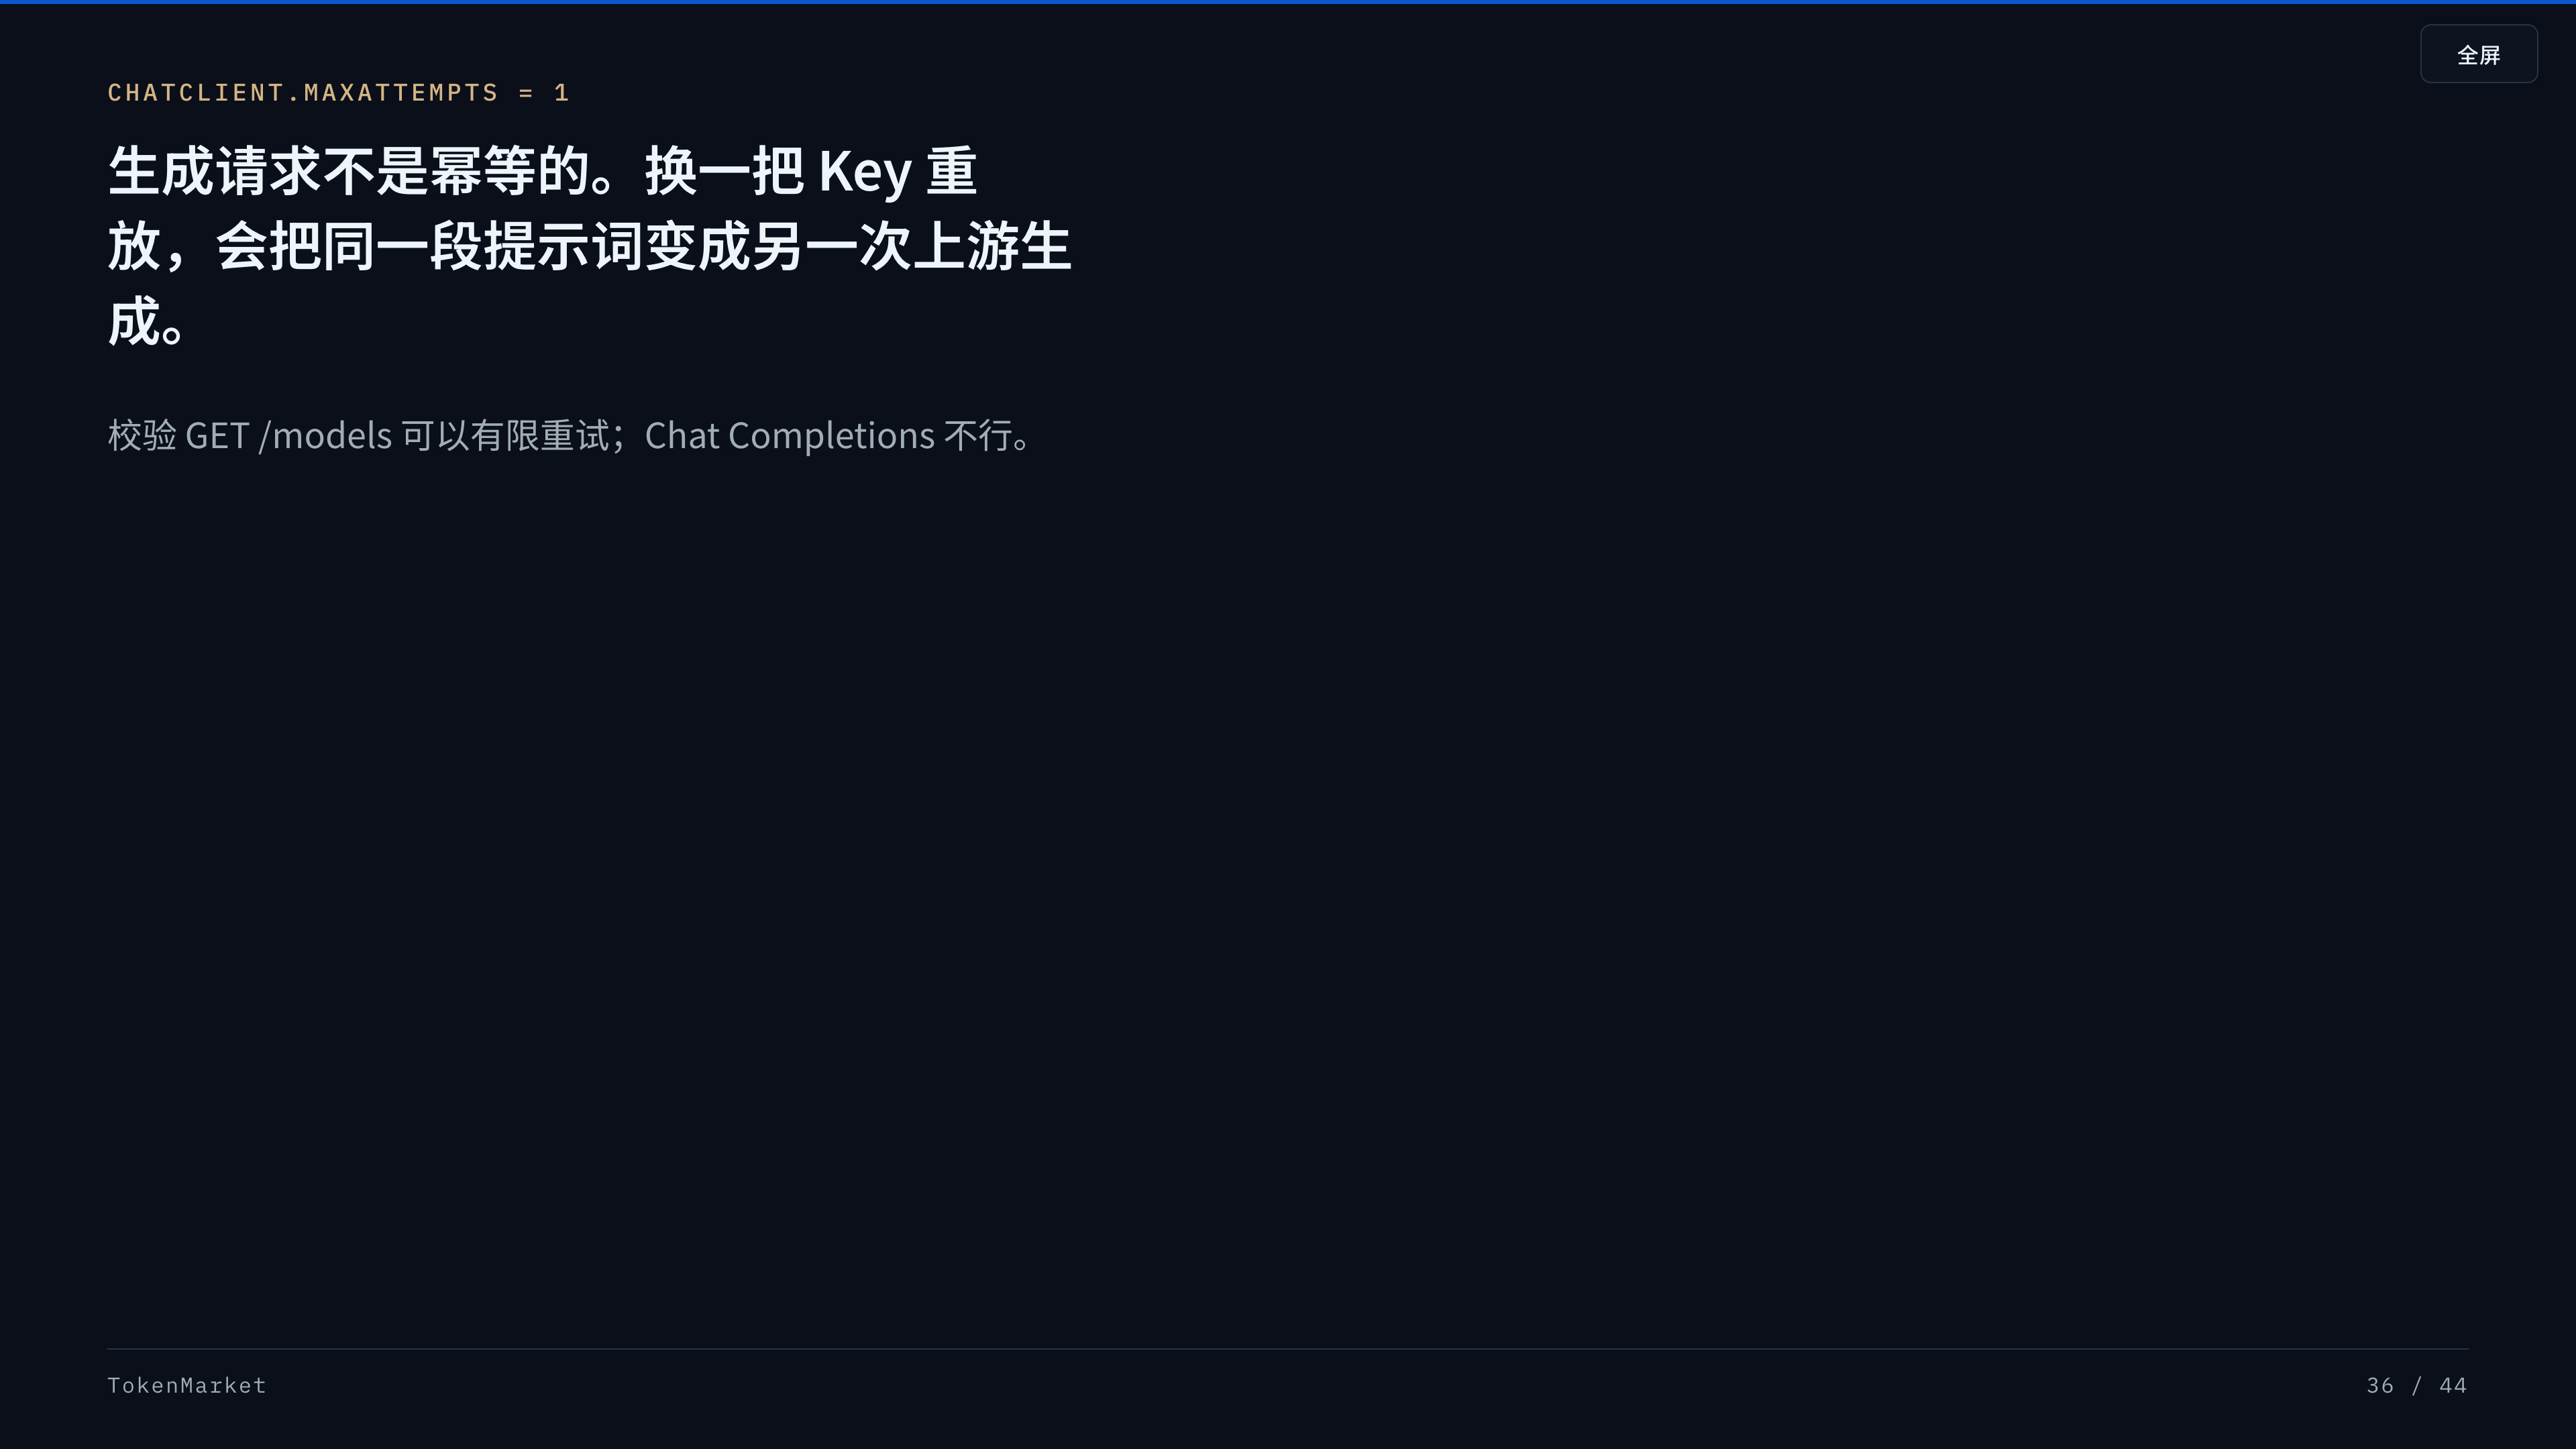 全屏
CHATCLIENT.MAXATTEMPTS = 1
生成请求不是幂等的。换一把 Key 重
放，会把同一段提示词变成另一次上游生
成。
校验 GET /models 可以有限重试；Chat Completions 不行。
TokenMarket
36 / 44